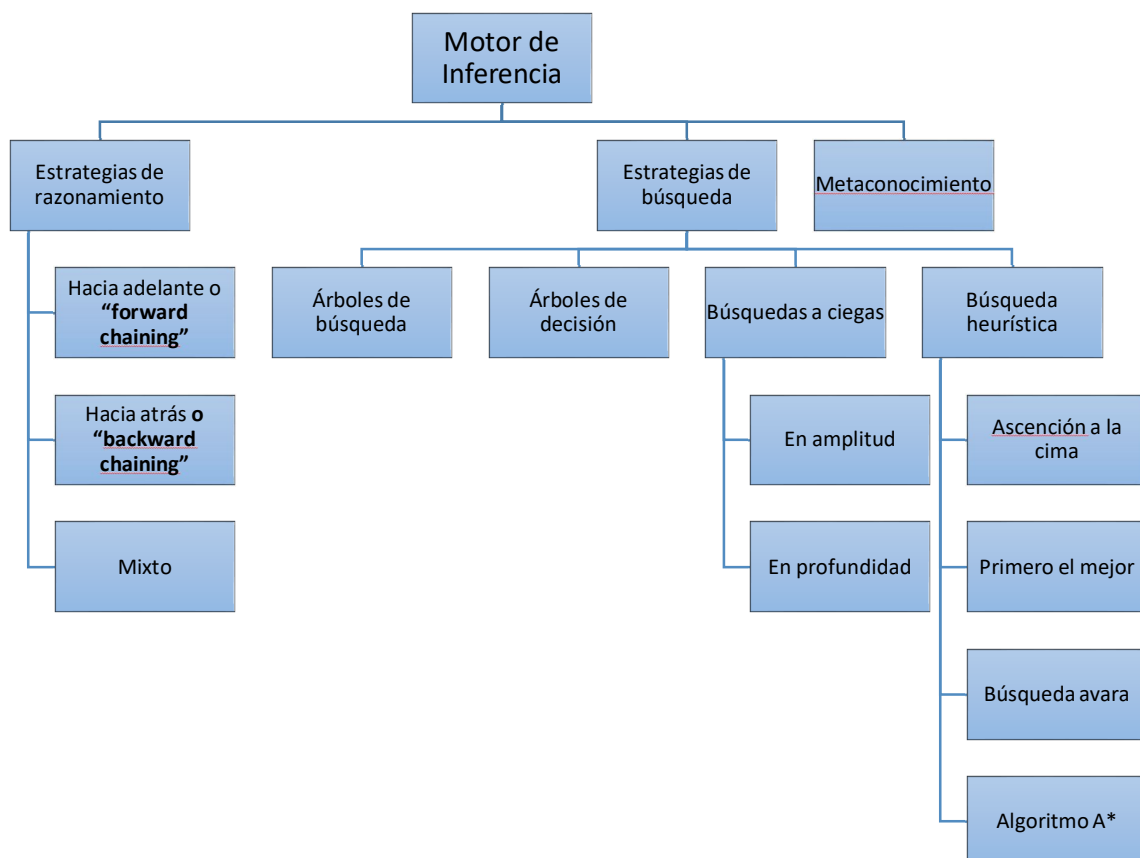 Motor de
Inferencia
Estrategias de
razonamiento
Estrategias de
búsqueda
Metaconocimiento
Hacia adelante o
“forward
chaining”
Hacia atrás o
“backward
chaining”
Mixto
Árboles de
búsqueda
Árboles de
decisión
Búsquedas a ciegas
En amplitud
En profundidad
Búsqueda
heurística
Ascención a la
cima
Primero el mejor
Búsqueda avara
Algoritmo A*